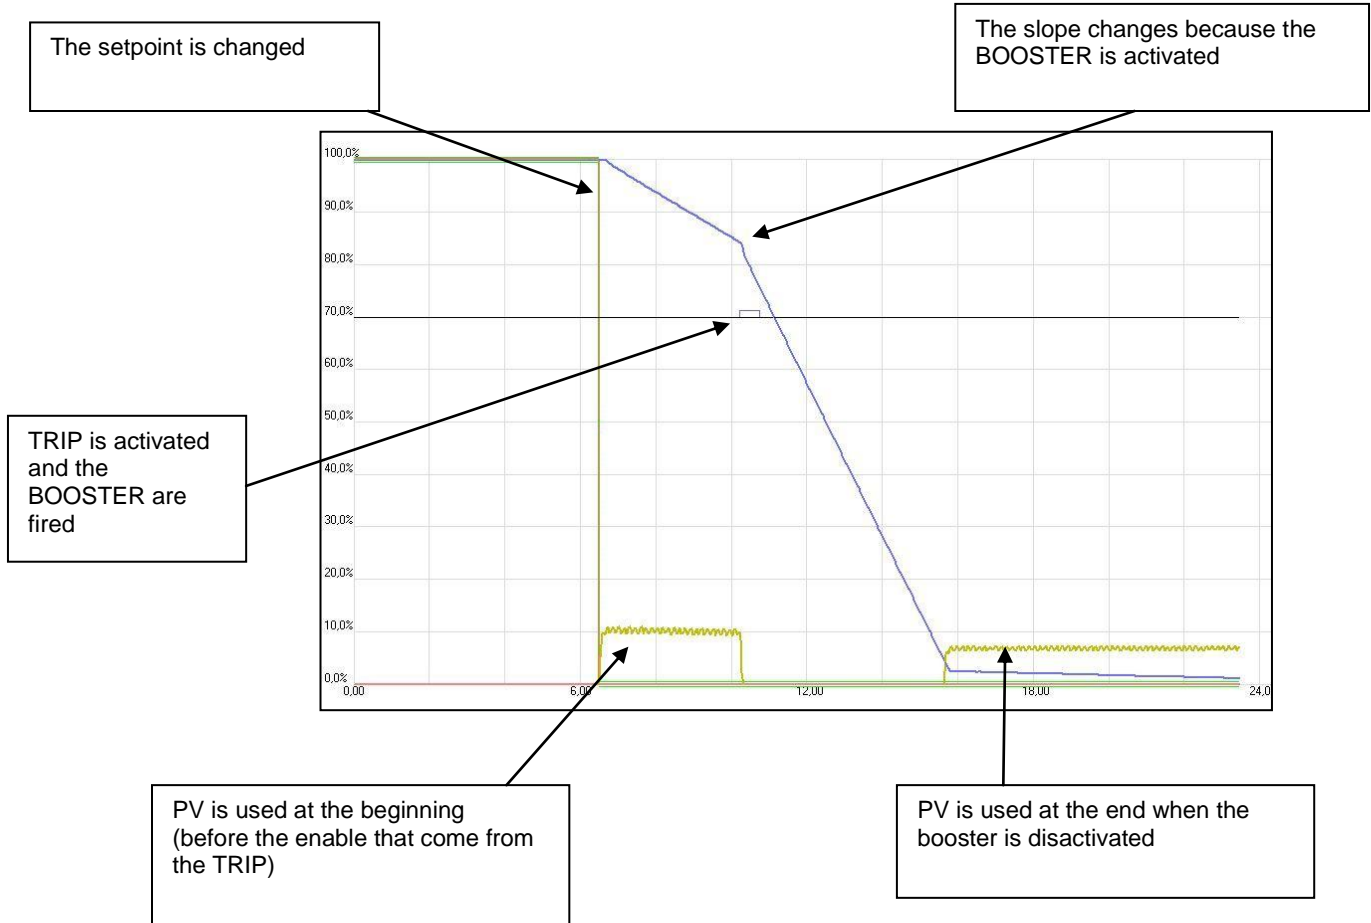 The setpoint is changed
The slope changes because the
BOOSTER is activated
100,0%
90,0%
80,0%
70,0%
60,0%
50,0%
40,0%
30,0%
20,0%
10,0%
0,0%
0,00
6,00
12,00
18,00
24,0
TRIP is activated
and the
BOOSTER are
fired
PV is used at the beginning
(before the enable that come from
the TRIP)
PV is used at the end when the
booster is disactivated